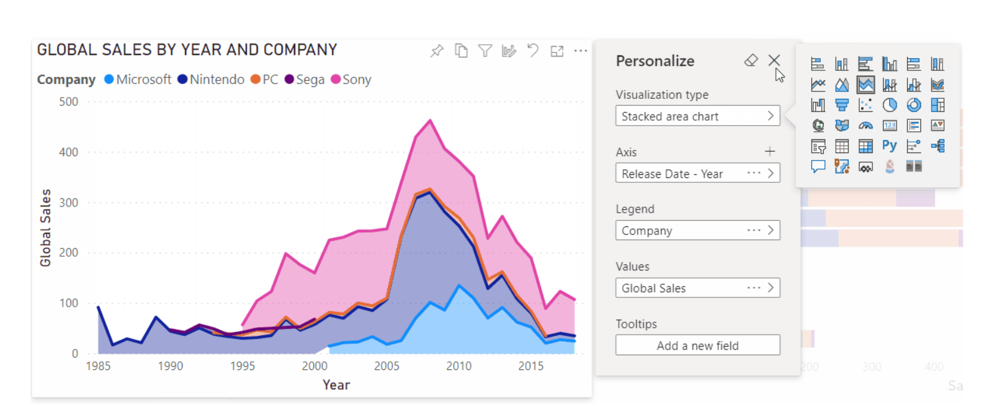 GLOBAL SALES BY YEAR AND COMPANY
Company Microsoft Nintendo PC Sega Sony
500
400
300
200
100
0
Global Sales
1985 1990 1995 2000 2005 2010 2015
Year
Personalize
Visualization type
Stacked area chart
Axis
Release Date - Year
Legend
Company
Values
Global Sales
Tooltips
Add a new field
123
Py
200 300 400
Sa